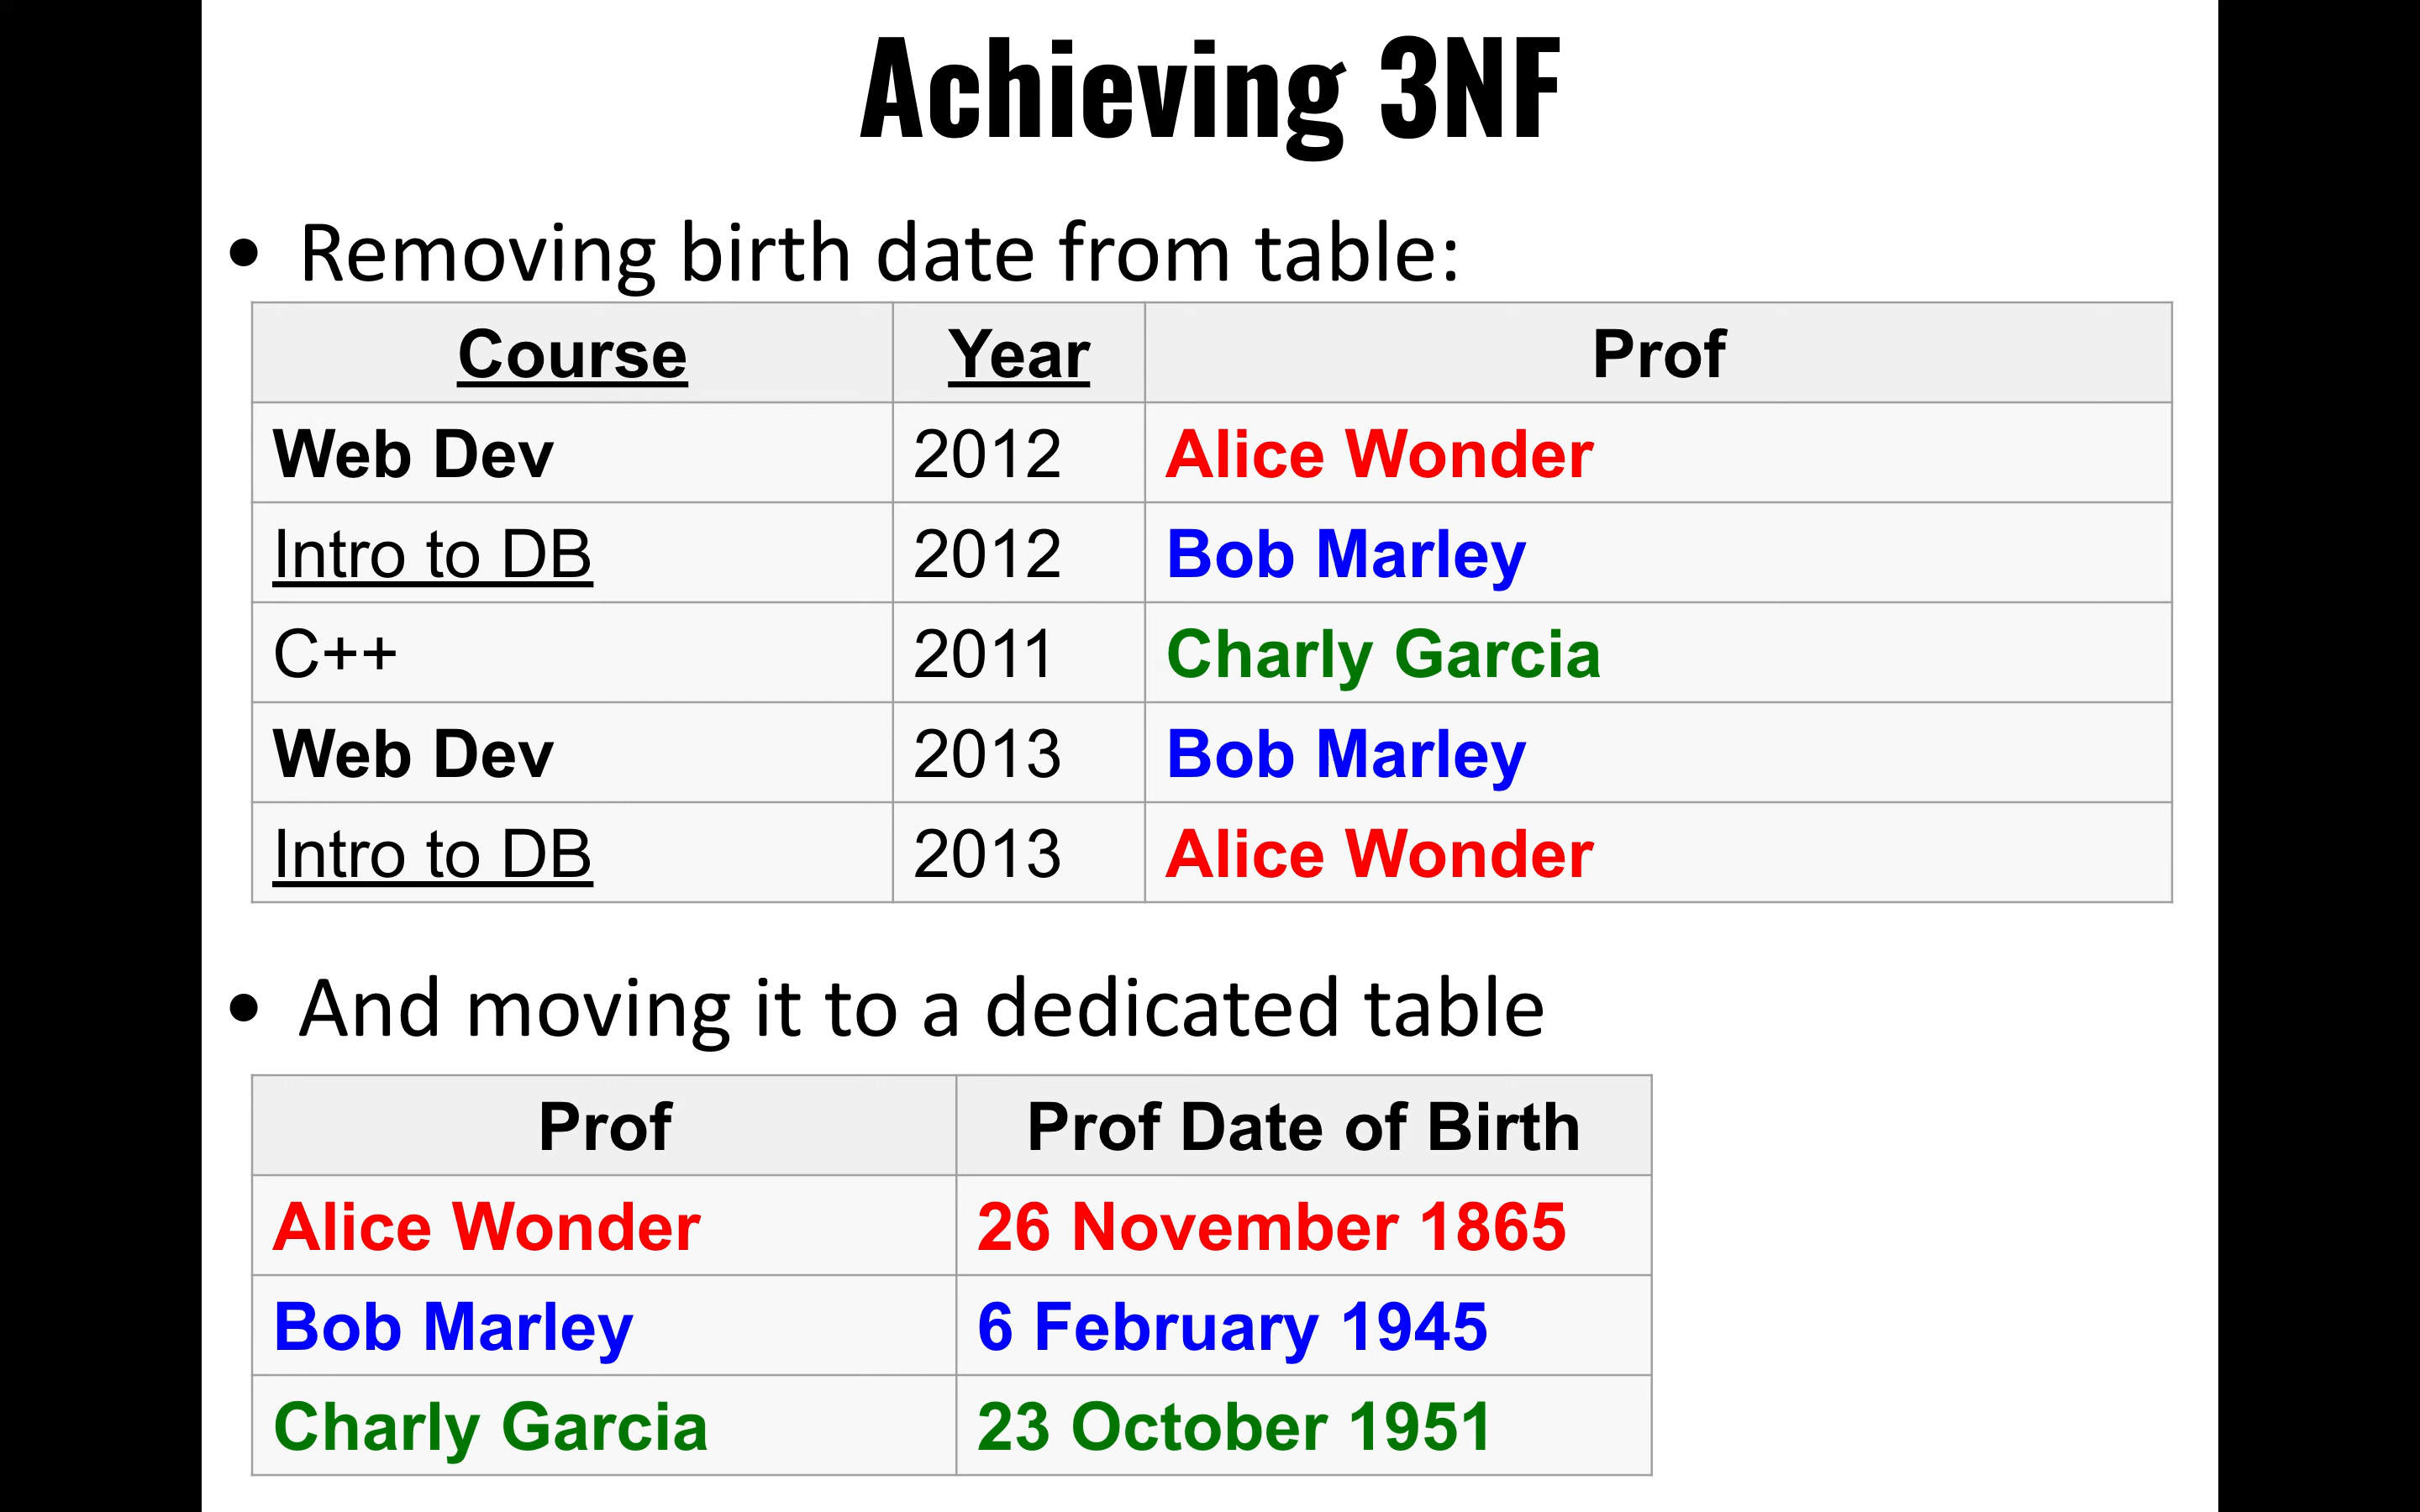 Achieving 3NF
• Removing birth date from table:
Course Year Prof
Web Dev 2012 Alice Wonder
Intro to DB 2012 Bob Marley
C++ 2011 Charly Garcia
Web Dev 2013 Bob Marley
Intro to DB 2013 Alice Wonder
• And moving it to a dedicated table
Prof Prof Date of Birth
Alice Wonder 26 November 1865
Bob Marley 6 February 1945
Charly Garcia 23 October 1951